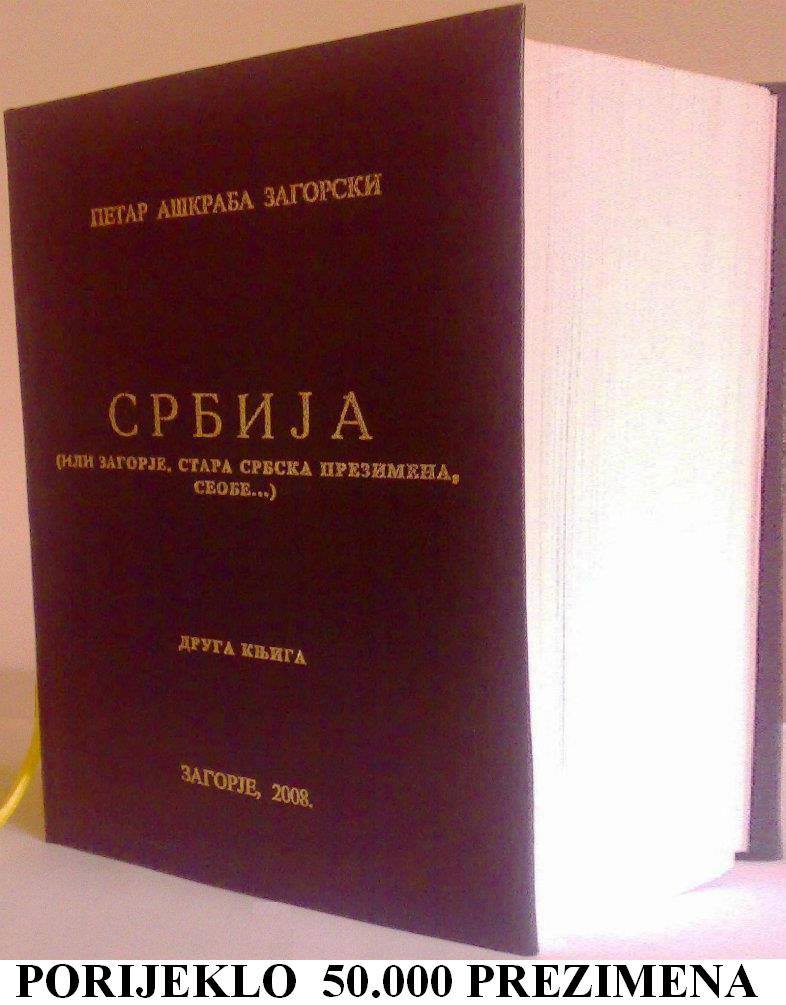 ПЕТАР АШКРАБА ЗАГОРСКИ
СРБИЈА
(ИЛИ ЗАГОРЈЕ, СТАРА СРБСКА ПРЕЗИМЕНА,
СЕОБЕ...)
ДРУГА КЊИГА
ЗАГОРЈЕ, 2008.
PORIJEKLO 50.000 PREZIMENA